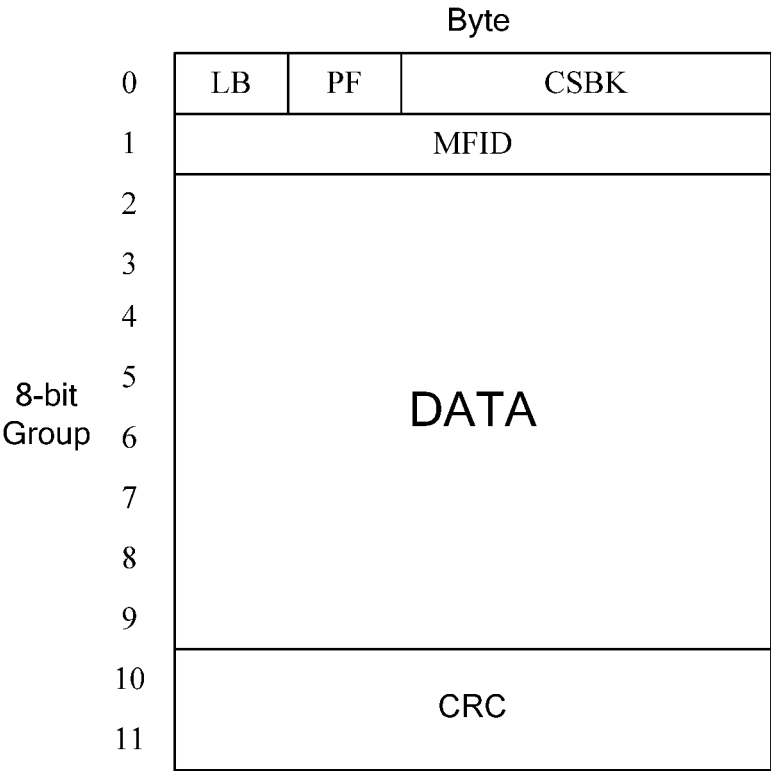 Byte
0 LB PF CSBK
1 MFID
2
3
4
5
8-bit
Group
DATA
6
7
8
9
10
CRC
11